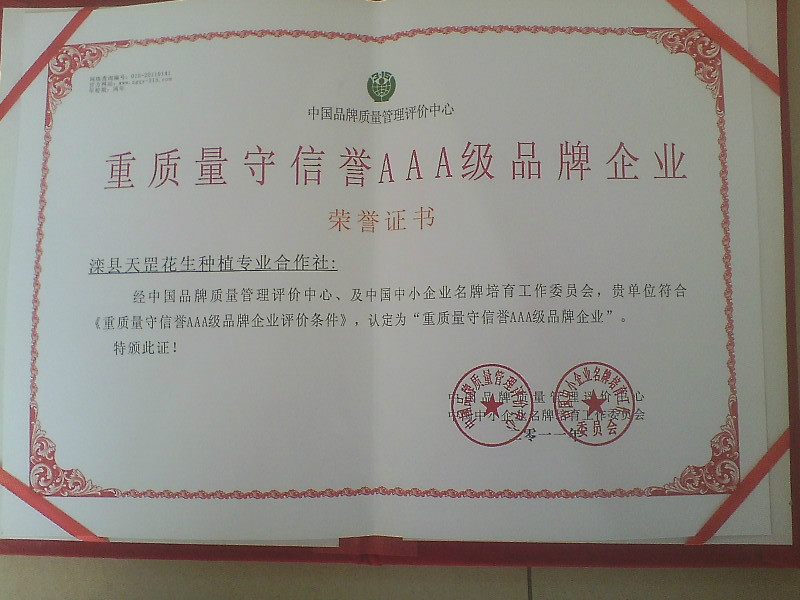 中国品牌质量管理评价中心
重质量守信誉AAA级品牌企业
荣誉证书
滦县天罡花生种植专业合作社:
经中国品牌质量管理评价中心、及中国中小企业名牌培育工作委员会，贵单位符合
《重质量守信誉AAA级品牌企业评价条件》，认定为“重质量守信誉AAA级品牌企业”。
特颁此证！
中国品牌质量管理评价中心
中国中小企业名牌培育工作委员会
二零一一年